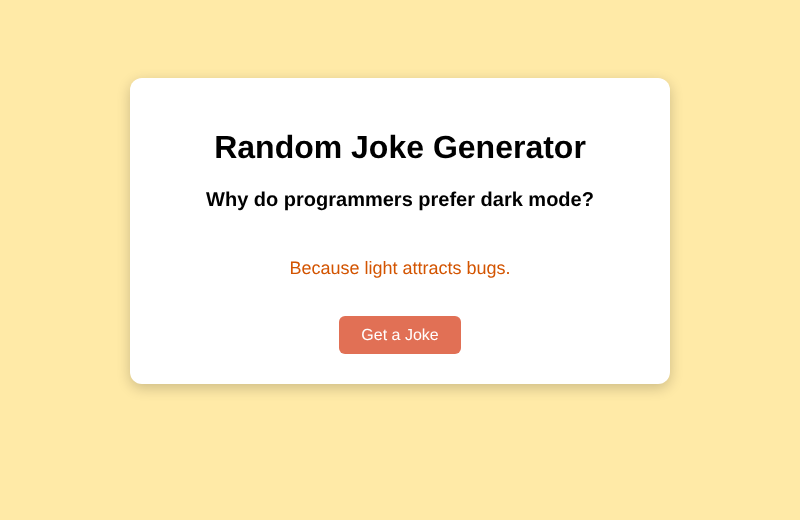 Random Joke Generator
Why do programmers prefer dark mode?
Because light attracts bugs.
Get a Joke